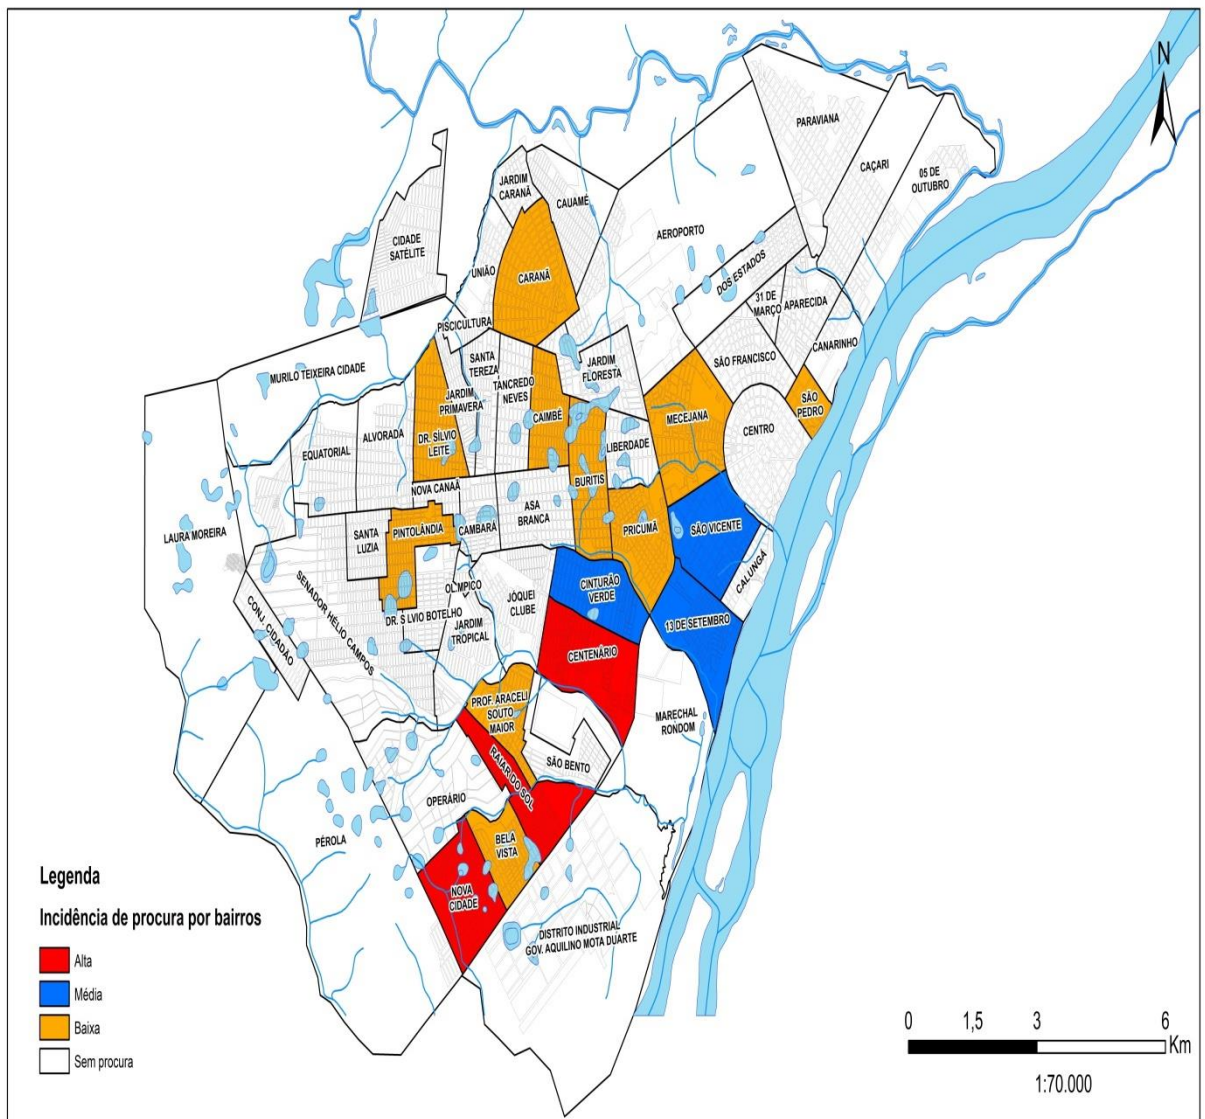 N
PARAVIANA
CAÇARI
05 DE
OUTUBRO
JARDIM
CARANÃ
CAUAMÉ
CIDADE
SATÉLITE
UNIÃO
CARANÃ
AEROPORTO
DOS ESTADOS
31 DE
MARÇO
APARECIDA
PISCICULTURA
CANARINHO
SÃO FRANCISCO
MURILO TEIXEIRA CIDADE
SANTA
TEREZA
TANCREDO
NEVES
JARDIM
FLORESTA
JARDIM
PRIMAVERA
CAIMBÉ
MECEJANA
SÃO
PEDRO
CENTRO
EQUATORIAL
ALVORADA
DR. SÍLVIO
LEITE
LIBERDADE
BURITIS
NOVA CANAÃ
ASA
BRANCA
LAURA MOREIRA
SANTA
LUZIA
PINTOLÂNDIA
CAMBARÁ
PRICUMÃ
SÃO VICENTE
CALUNGÁ
SENADOR HÉLIO CAMPOS
OLÍMPICO
JÓQUEI
CLUBE
CINTURÃO
VERDE
CONJ. CIDADÃO
DR. S LVIO BOTELHO
JARDIM
TROPICAL
13 DE SETEMBRO
CENTENÁRIO
PROF. ARACELI
SOUTO
MAIOR
MARECHAL
RONDOM
RAIAR DO SOL
SÃO BENTO
OPERÁRIO
PÉROLA
BELA
VISTA
NOVA
CIDADE
DISTRITO INDUSTRIAL
GOV. AQUILINO MOTA DUARTE
Legenda
Incidência de procura por bairros
Alta
Média
Baixa
Sem procura
0 1,5 3 6
Km
1:70.000